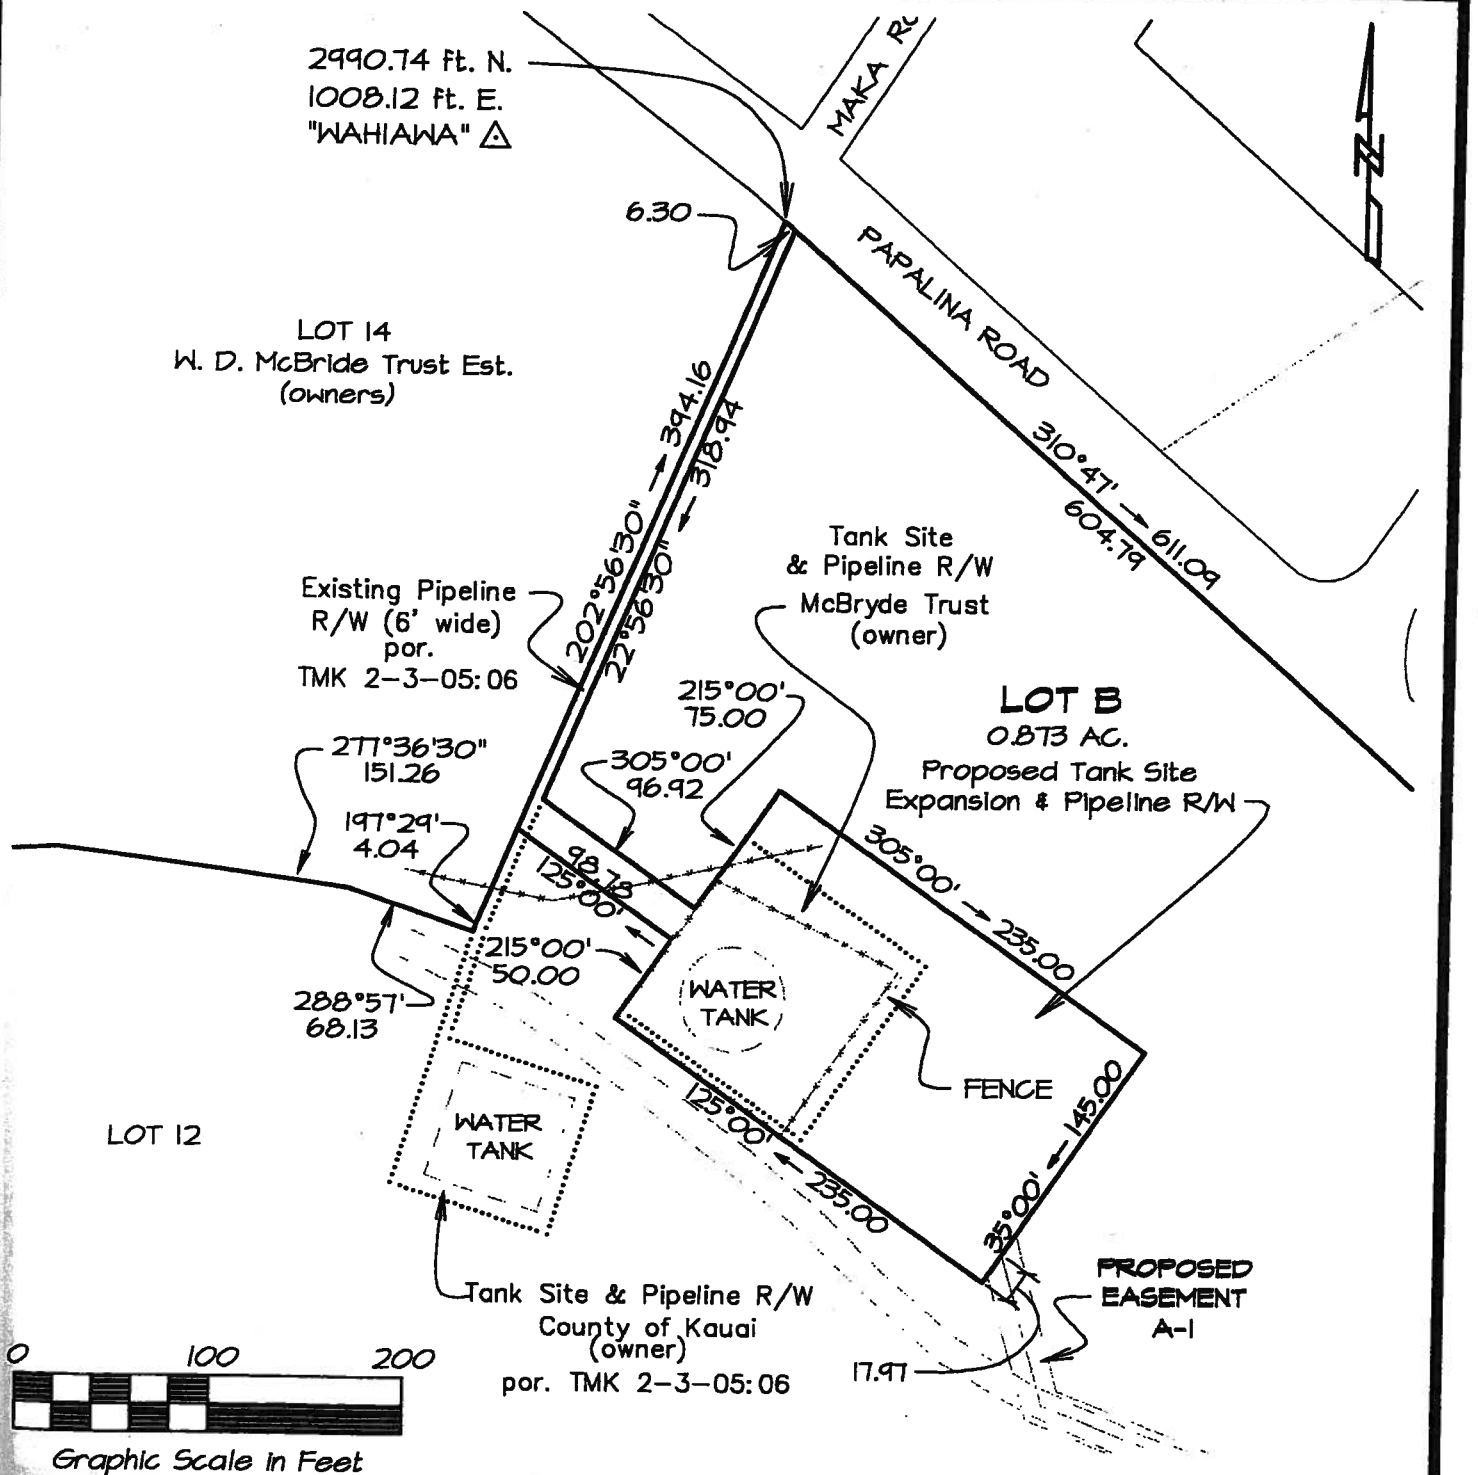 2990.74 ft. N.
1008.12 ft. E.
"WAHIAWA"
MAKA
6.30
PAPALINA ROAD
LOT 14
W. D. McBride Trust Est.
(owners)
202°56'30" 394.16
22°56'30" 318.94
310°47' 611.09
604.79
Tank Site
& Pipeline R/W
McBryde Trust
(owner)
Existing Pipeline
R/W (6' wide)
por.
TMK 2-3-05:06
215°00'
75.00
LOT B
0.873 AC.
Proposed Tank Site
Expansion & Pipeline R/W
277°36'30"
151.26
305°00'
96.92
197°29'
4.04
98.78
125°00'
305°00' 235.00
215°00'
50.00
WATER
TANK
288°57'
68.13
FENCE
125°00' 235.00
35°00' 145.00
LOT 12
WATER
TANK
Tank Site & Pipeline R/W
County of Kauai
(owner)
por. TMK 2-3-05:06
PROPOSED
EASEMENT
A-1
17.97
0 100 200
Graphic Scale in Feet
N